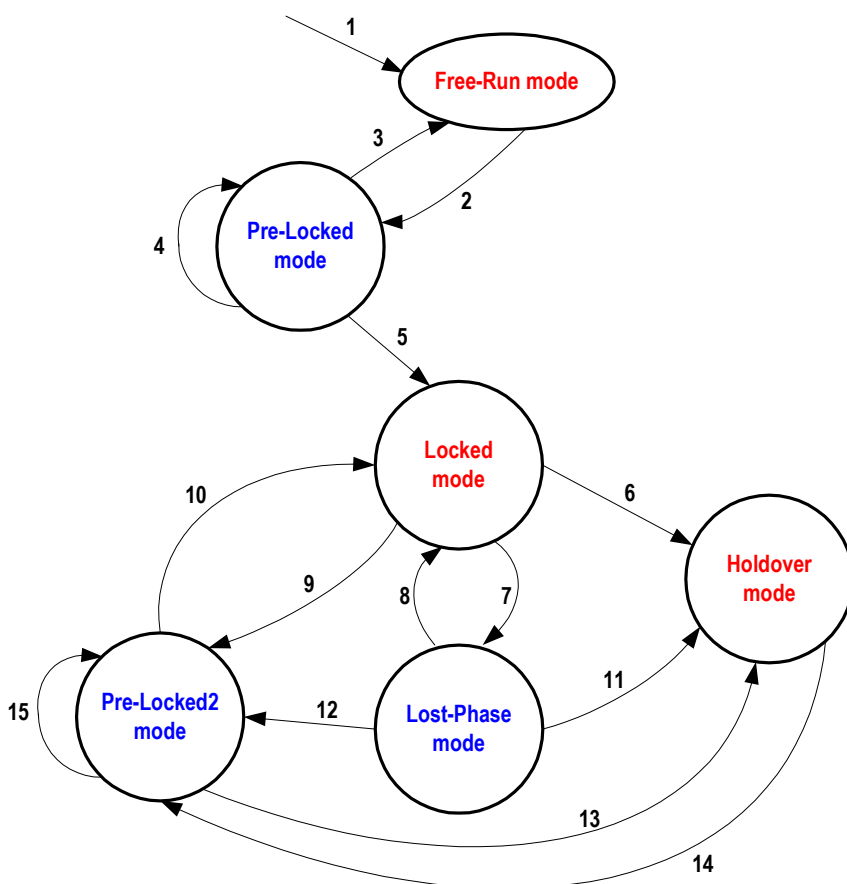 1
Free-Run mode
3
2
Pre-Locked
mode
4
5
Locked
mode
10
6
Holdover
mode
9
8
7
11
Pre-Locked2
mode
15
12
Lost-Phase
mode
13
14